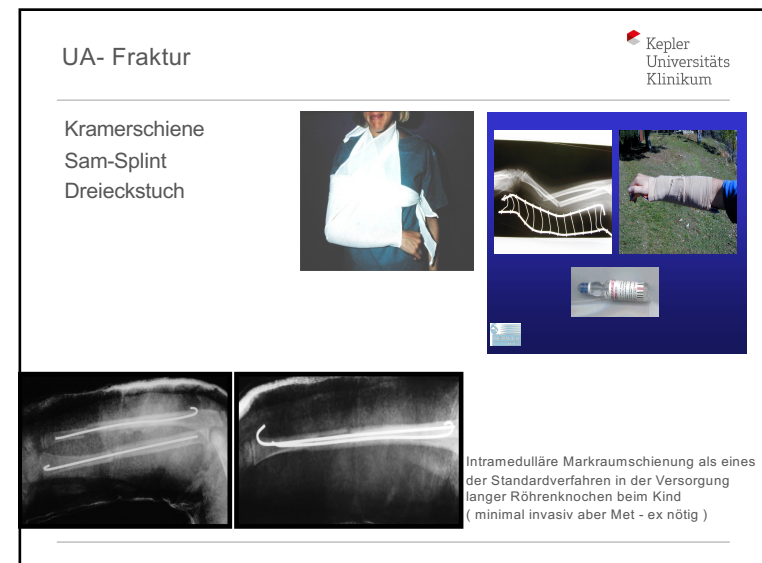 UA- Fraktur
Kepler
Universitäts
Klinikum
Kramerschiene
Sam-Splint
Dreieckstuch
Intramedulläre Markraumschienung als eines
der Standardverfahren in der Versorgung
langer Röhrenknochen beim Kind
( minimal invasiv aber Met - ex nötig )